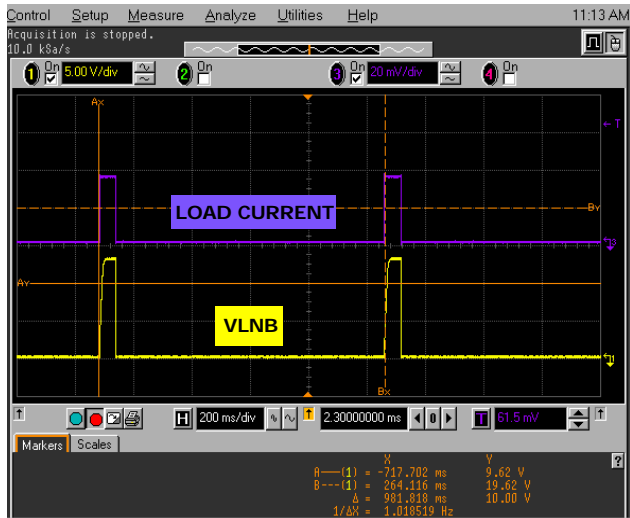 Control Setup Measure Analyze Utilities Help 11:13 AM
Acquisition is stopped.
10.0 kSa/s
1 On 5.00 V/div 2 On 3 On 20 mV/div 4 On
Ax
T
LOAD CURRENT
By
3
Ay
VLNB
1
Bx
H 200 ms/div 2.30000000 ms 0 T 61.5 mV
Markers Scales
X Y
A——(1) = -717.702 ms 9.62 V
B---(1) = 264.116 ms 19.62 V
Δ = 981.818 ms 10.00 V
1/ΔX = 1.018519 Hz
?